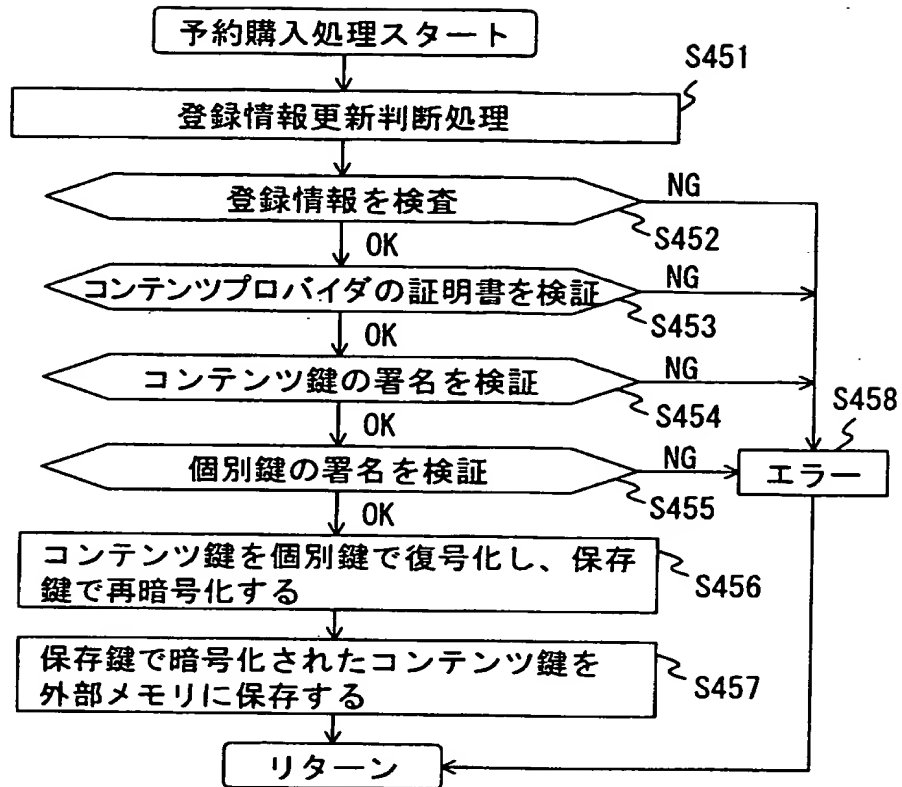 予約購入処理スタート
S451
登録情報更新判断処理
登録情報を検査
NG
S452
OK
コンテンツプロバイダの証明書を検証
NG
S453
OK
コンテンツ鍵の署名を検証
NG
S454
OK
S458
エラー
個別鍵の署名を検証
NG
S455
OK
コンテンツ鍵を個別鍵で復号化し、保存
鍵で再暗号化する
S456
保存鍵で暗号化されたコンテンツ鍵を
外部メモリに保存する
S457
リターン